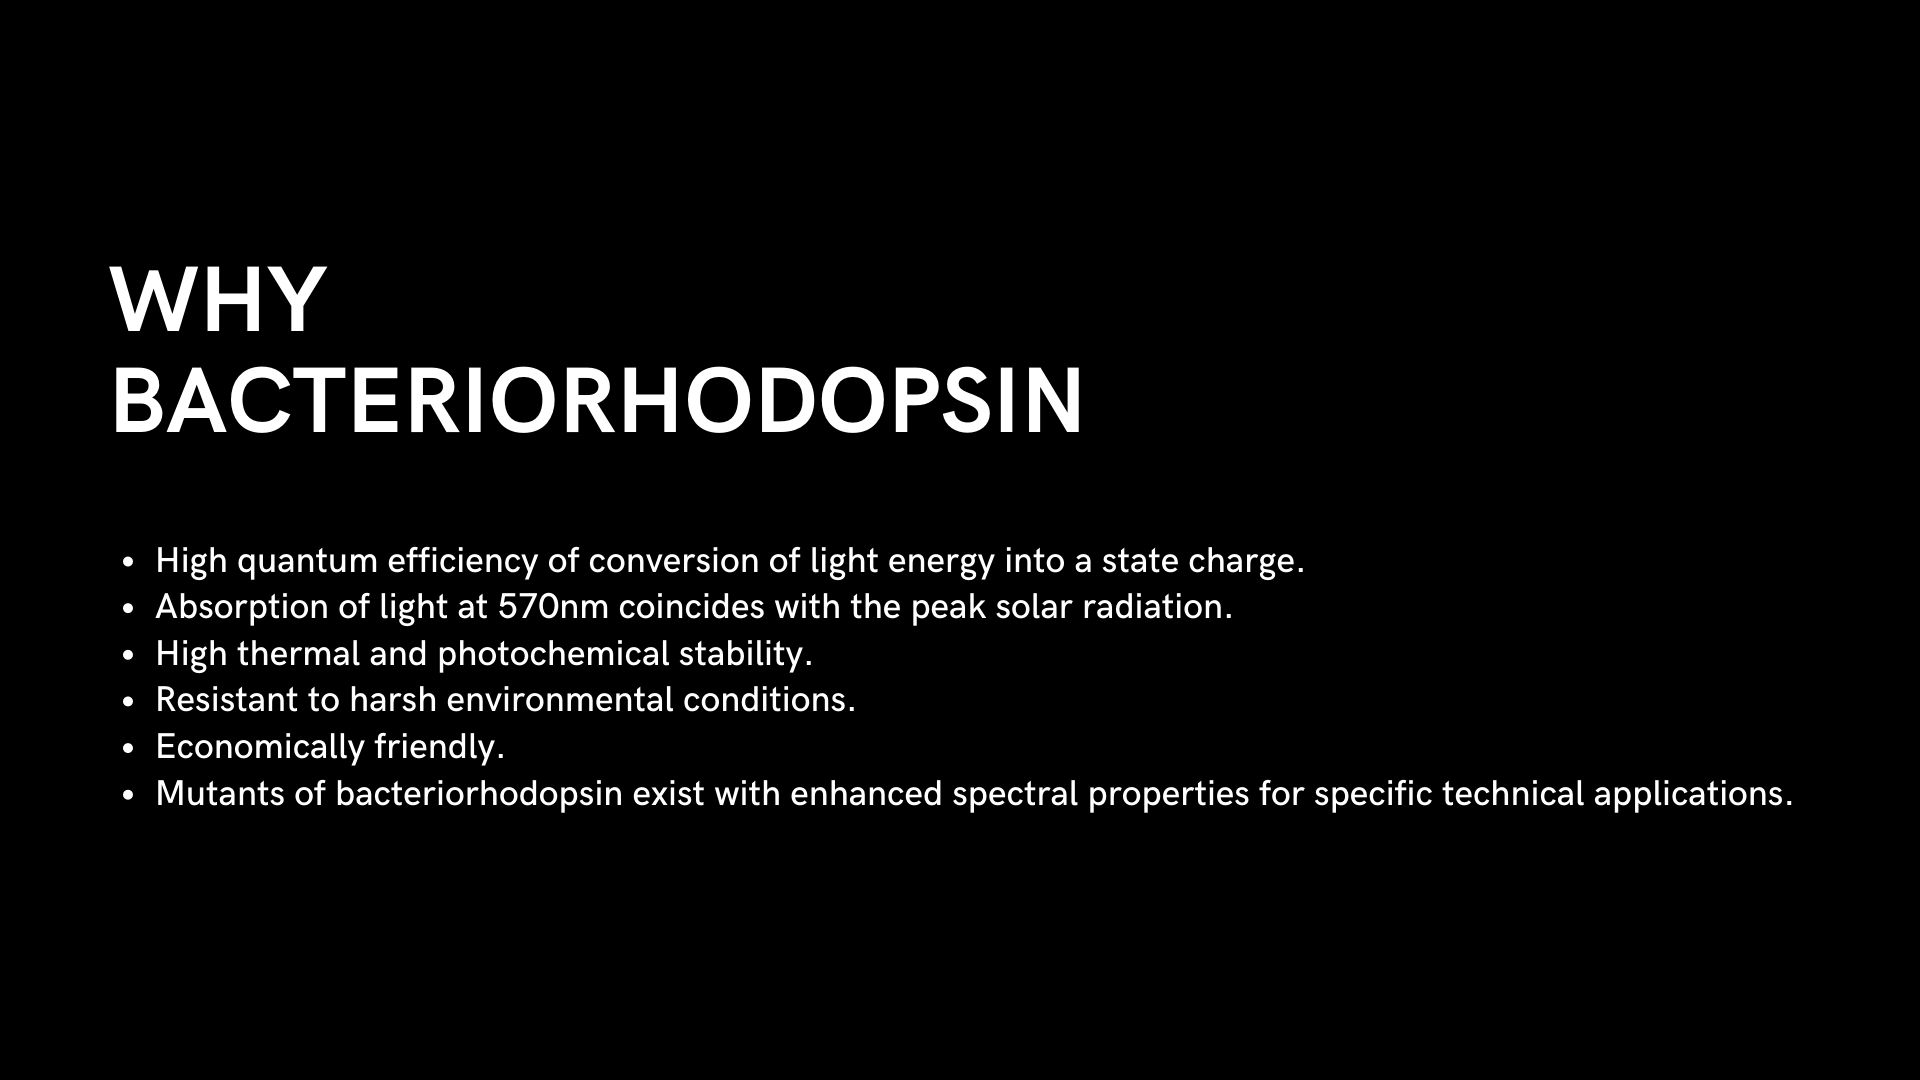 WHY
BACTERIORHODOPSIN
• High quantum efficiency of conversion of light energy into a state charge.
• Absorption of light at 570nm coincides with the peak solar radiation.
• High thermal and photochemical stability.
• Resistant to harsh environmental conditions.
• Economically friendly.
• Mutants of bacteriorhodopsin exist with enhanced spectral properties for specific technical applications.